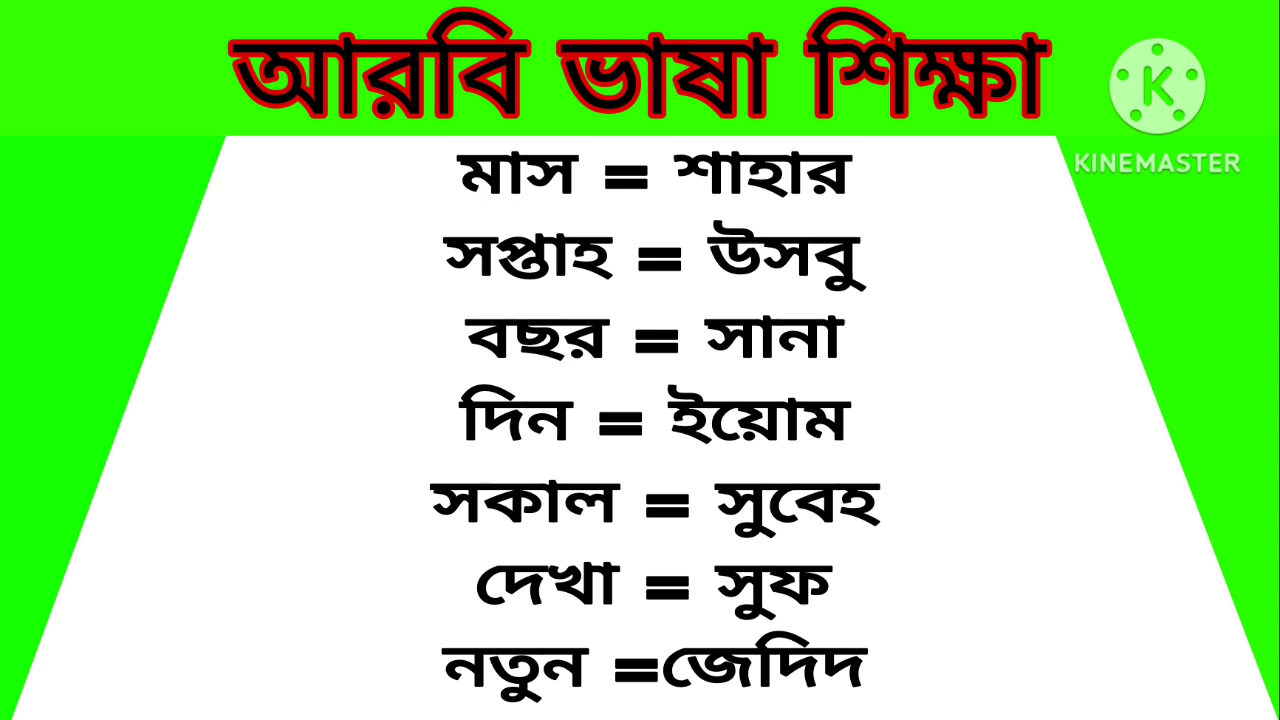 আরবি ভাষা শিক্ষা
K
KINEMASTER
মাস = শাহার
সপ্তাহ = উসবু
বছর = সানা
দিন = ইয়োম
সকাল = সুবেহ
দেখা = সুফ
নতুন =জেদিদ